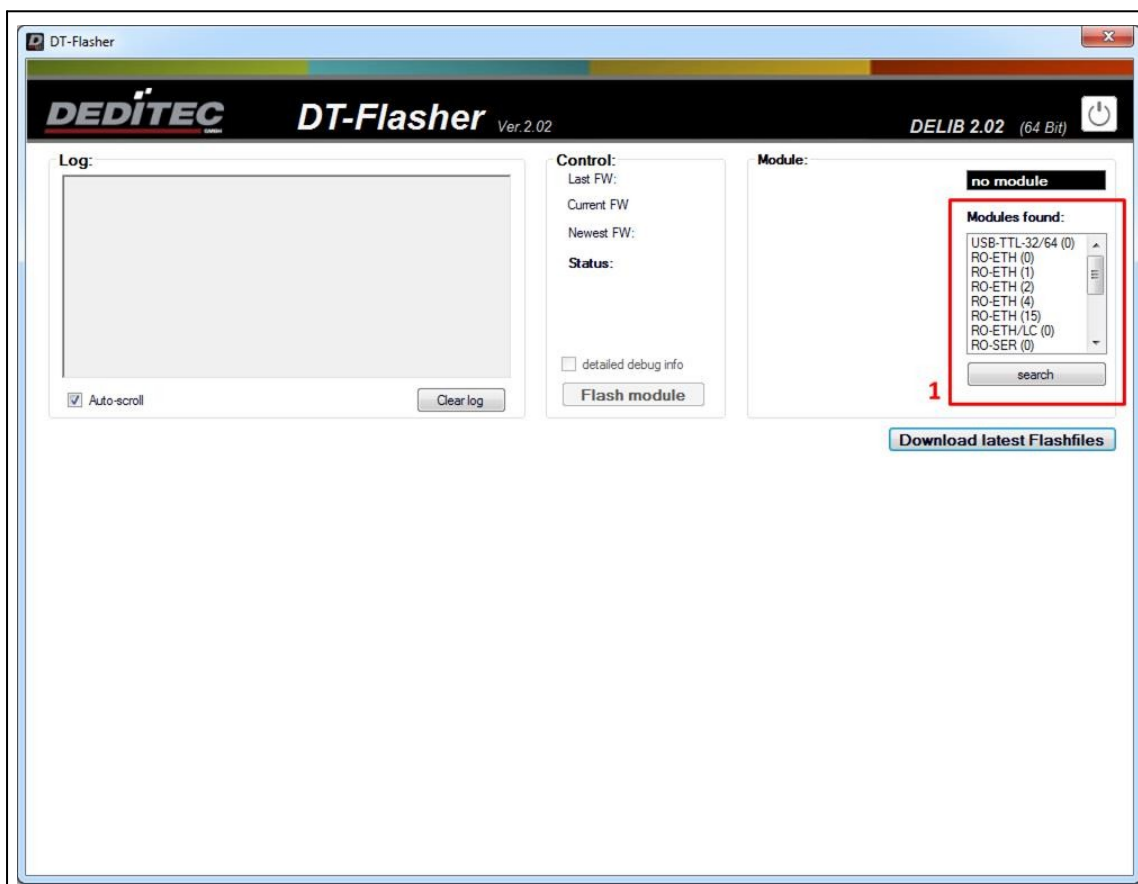 DT-Flasher
DEDITEC
GMBH
DT-Flasher Ver.2.02
DELIB 2.02 (64 Bit)
Log:
Auto-scroll
Clear log
Control:
Last FW:
Current FW
Newest FW:
Status:
detailed debug info
Flash module
Module:
no module
Modules found:
USB-TTL-32/64 (0)
RO-ETH (0)
RO-ETH (1)
RO-ETH (2)
RO-ETH (4)
RO-ETH (15)
RO-ETH/LC (0)
RO-SER (0)
search
1
Download latest Flashfiles